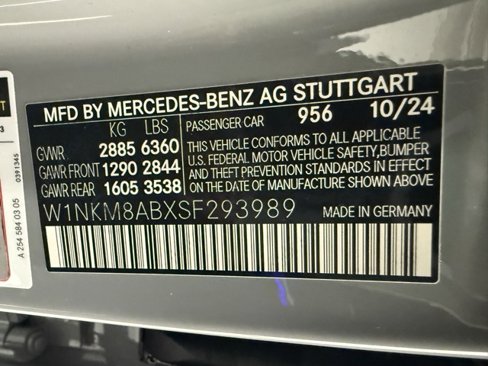 MFD BY MERCEDES-BENZ AG STUTTGART
KG LBS PASSENGER CAR 956 10/24
GVWR 2885 6360
GAWR FRONT 1290 2844
GAWR REAR 1605 3538
THIS VEHICLE CONFORMS TO ALL APPLICABLE
U.S. FEDERAL MOTOR VEHICLE SAFETY, BUMPER
AND THEFT PREVENTION STANDARDS IN
EFFECT ON THE DATE OF MANUFACTURE
SHOWN ABOVE.
W1NKM8ABXSF293989 MADE IN GERMANY
A 254 584 03 05
0391345